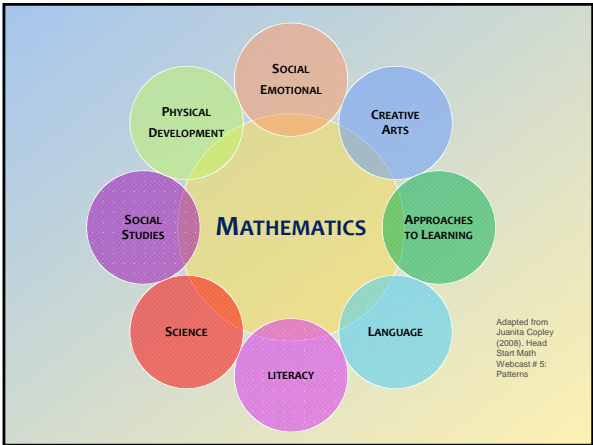 SOCIAL
EMOTIONAL
CREATIVE
ARTS
APPROACHES
TO LEARNING
LANGUAGE
LITERACY
SCIENCE
SOCIAL
STUDIES
PHYSICAL
DEVELOPMENT
MATHEMATICS
Adapted from
Juanita Copley
(2008). Head
Start Math
Webcast # 5:
Patterns